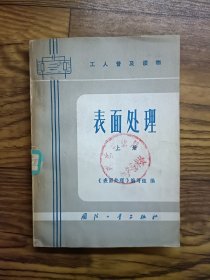 工人普及读物
表面处理
上册
《表面处理》编写组 编
国防工业出版社